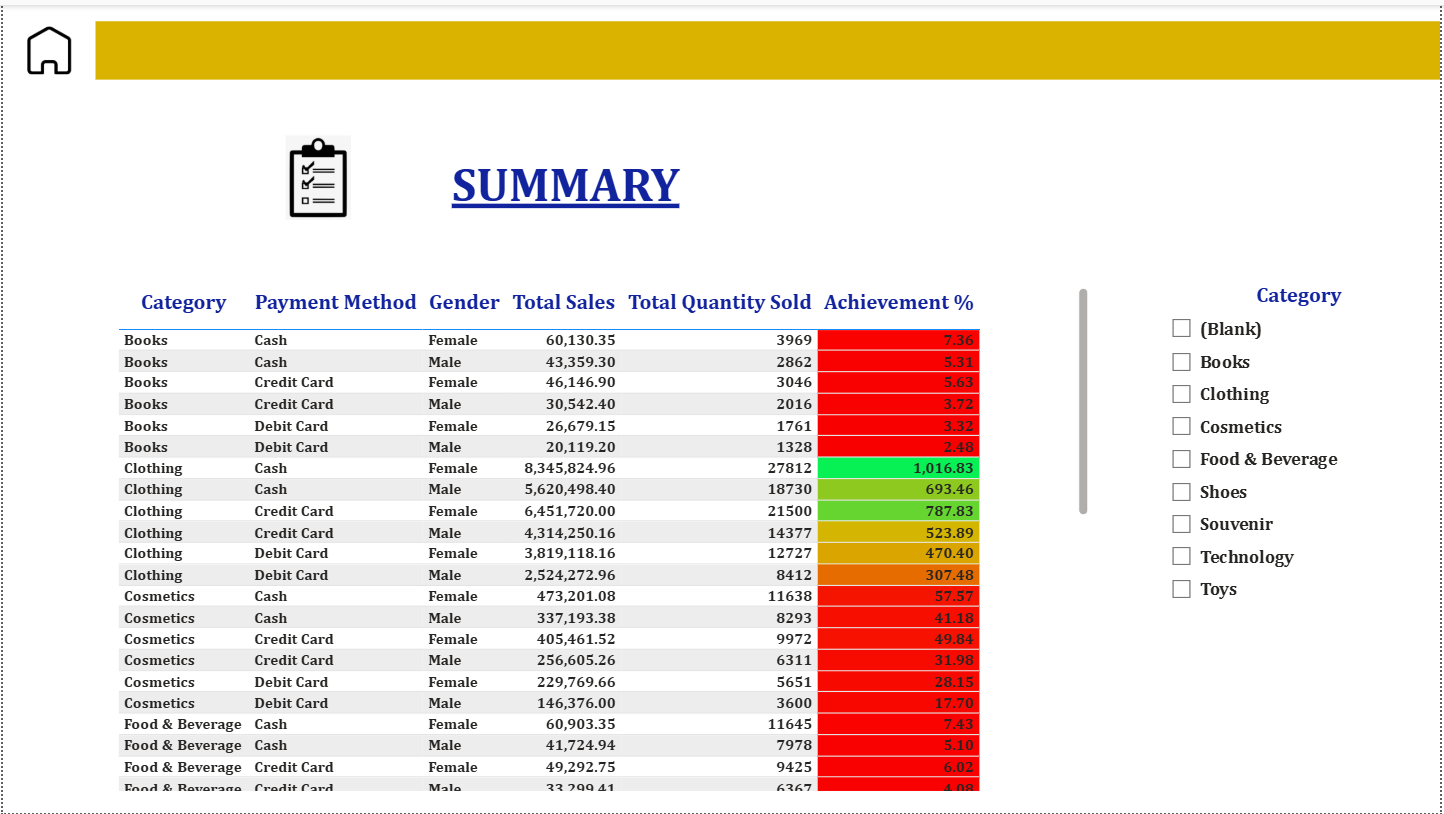 SUMMARY
Category Payment Method Gender Total Sales Total Quantity Sold Achievement %
Books Cash Female 60,130.35 3969 7.36
Books Cash Male 43,359.30 2862 5.31
Books Credit Card Female 46,146.90 3046 5.63
Books Credit Card Male 30,542.40 2016 3.72
Books Debit Card Female 26,679.15 1761 3.32
Books Debit Card Male 20,119.20 1328 2.48
Clothing Cash Female 8,345,824.96 27812 1,016.83
Clothing Cash Male 5,620,498.40 18730 693.46
Clothing Credit Card Female 6,451,720.00 21500 787.83
Clothing Credit Card Male 4,314,250.16 14377 523.89
Clothing Debit Card Female 3,819,118.16 12727 470.40
Clothing Debit Card Male 2,524,272.96 8412 307.48
Cosmetics Cash Female 473,201.08 11638 57.57
Cosmetics Cash Male 337,193.38 8293 41.18
Cosmetics Credit Card Female 405,461.52 9972 49.84
Cosmetics Credit Card Male 256,605.26 6311 31.98
Cosmetics Debit Card Female 229,769.66 5651 28.15
Cosmetics Debit Card Male 146,376.00 3600 17.70
Food & Beverage Cash Female 60,903.35 11645 7.43
Food & Beverage Cash Male 41,724.94 7978 5.10
Food & Beverage Credit Card Female 49,292.75 9425 6.02
Food & Beverage Credit Card Male 33,299.41 6367 4.08
Category
(Blank)
Books
Clothing
Cosmetics
Food & Beverage
Shoes
Souvenir
Technology
Toys